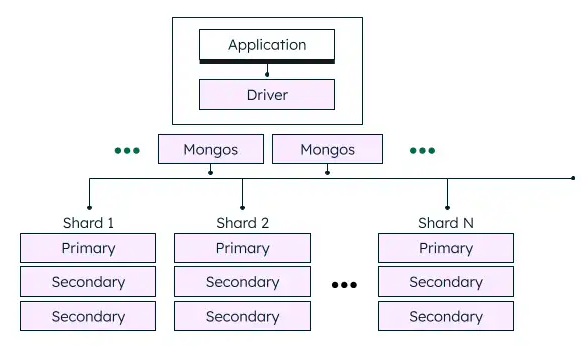 Application
Driver
Mongos Mongos
Shard 1 Shard 2 Shard N
Primary Primary Primary
Secondary Secondary Secondary
Secondary Secondary Secondary